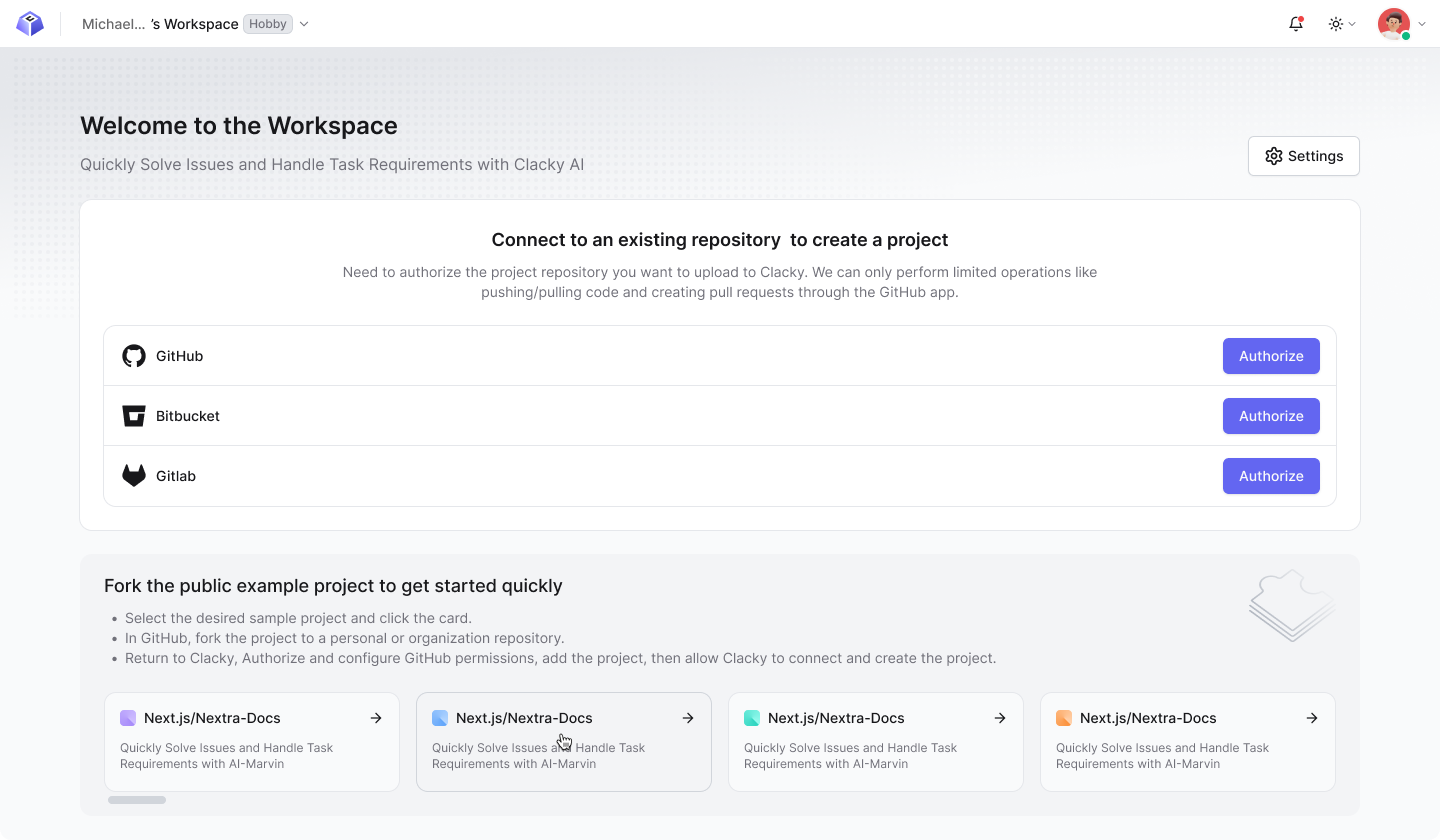 Michael... 's Workspace Hobby
Welcome to the Workspace
Quickly Solve Issues and Handle Task Requirements with Clacky AI
Settings
Connect to an existing repository to create a project
Need to authorize the project repository you want to upload to Clacky. We can only perform limited operations like
pushing/pulling code and creating pull requests through the GitHub app.
GitHub
Authorize
Bitbucket
Authorize
Gitlab
Authorize
Fork the public example project to get started quickly
• Select the desired sample project and click the card.
• In GitHub, fork the project to a personal or organization repository.
• Return to Clacky, Authorize and configure GitHub permissions, add the project, then allow Clacky to connect and create the project.
Next.js/Nextra-Docs
Quickly Solve Issues and Handle Task
Requirements with AI-Marvin
Next.js/Nextra-Docs
Quickly Solve Issues and Handle Task
Requirements with AI-Marvin
Next.js/Nextra-Docs
Quickly Solve Issues and Handle Task
Requirements with AI-Marvin
Next.js/Nextra-Docs
Quickly Solve Issues and Handle Task
Requirements with AI-Marvin